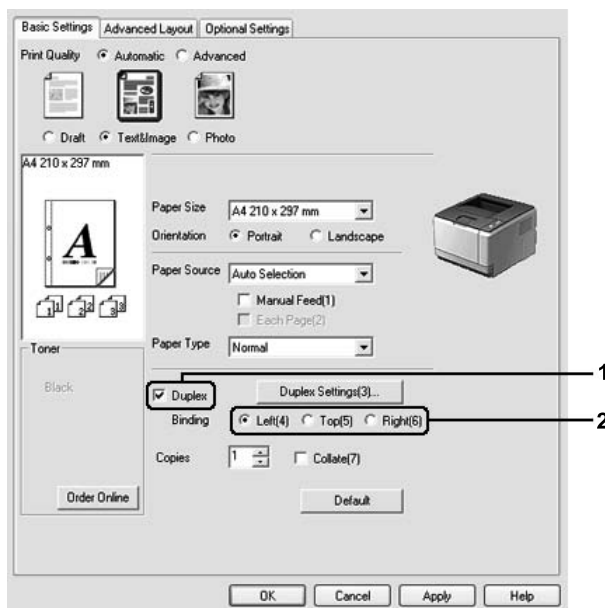 Basic Settings Advanced Layout Optional Settings
Print Quality Automatic Advanced
Draft Text&Image Photo
A4 210 x 297 mm
A
11 22 33
Paper Size A4 210 x 297 mm
Orientation Portrait Landscape
Paper Source Auto Selection
Manual Feed(1)
Each Page(2)
Paper Type Normal
Toner
Black
Order Online
Duplex Duplex Settings(3)...
1
Binding Left(4) Top(5) Right(6)
2
Copies 1 Collate(7)
Default
OK Cancel Apply Help